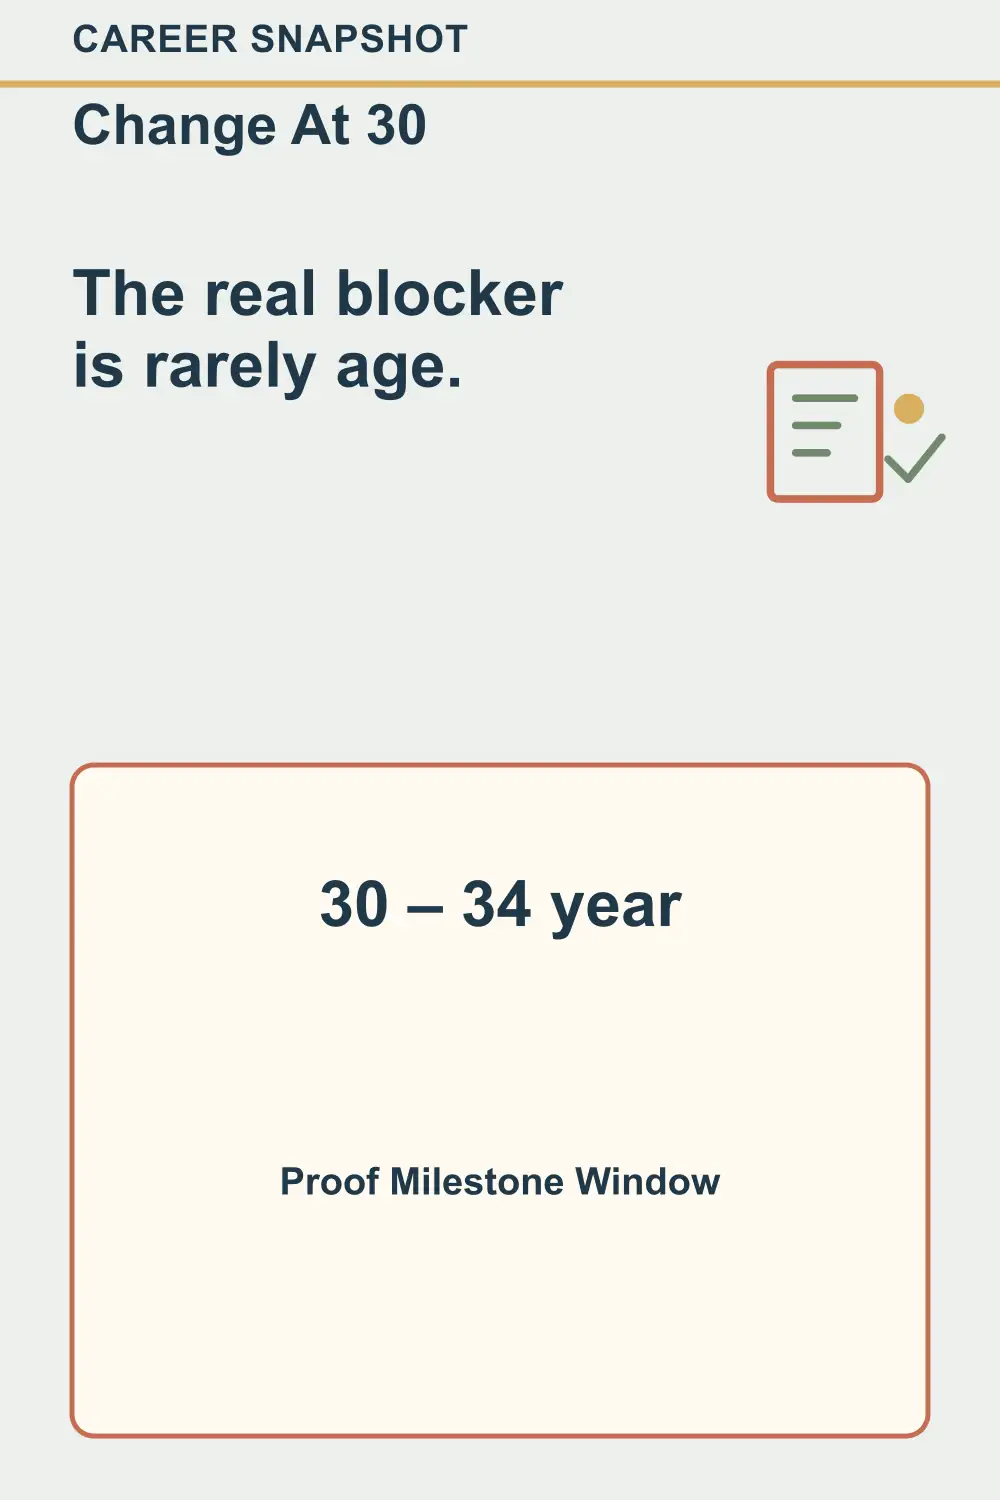 CAREER SNAPSHOT
Change At 30
The real blocker
is rarely age.
30 – 34 year
Proof Milestone Window